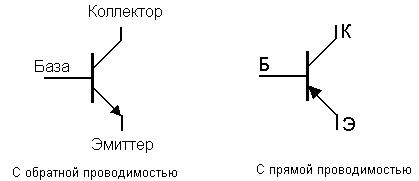 Коллектор
База
Эмиттер
С обратной проводимостью
К
Б
Э
С прямой проводимостью